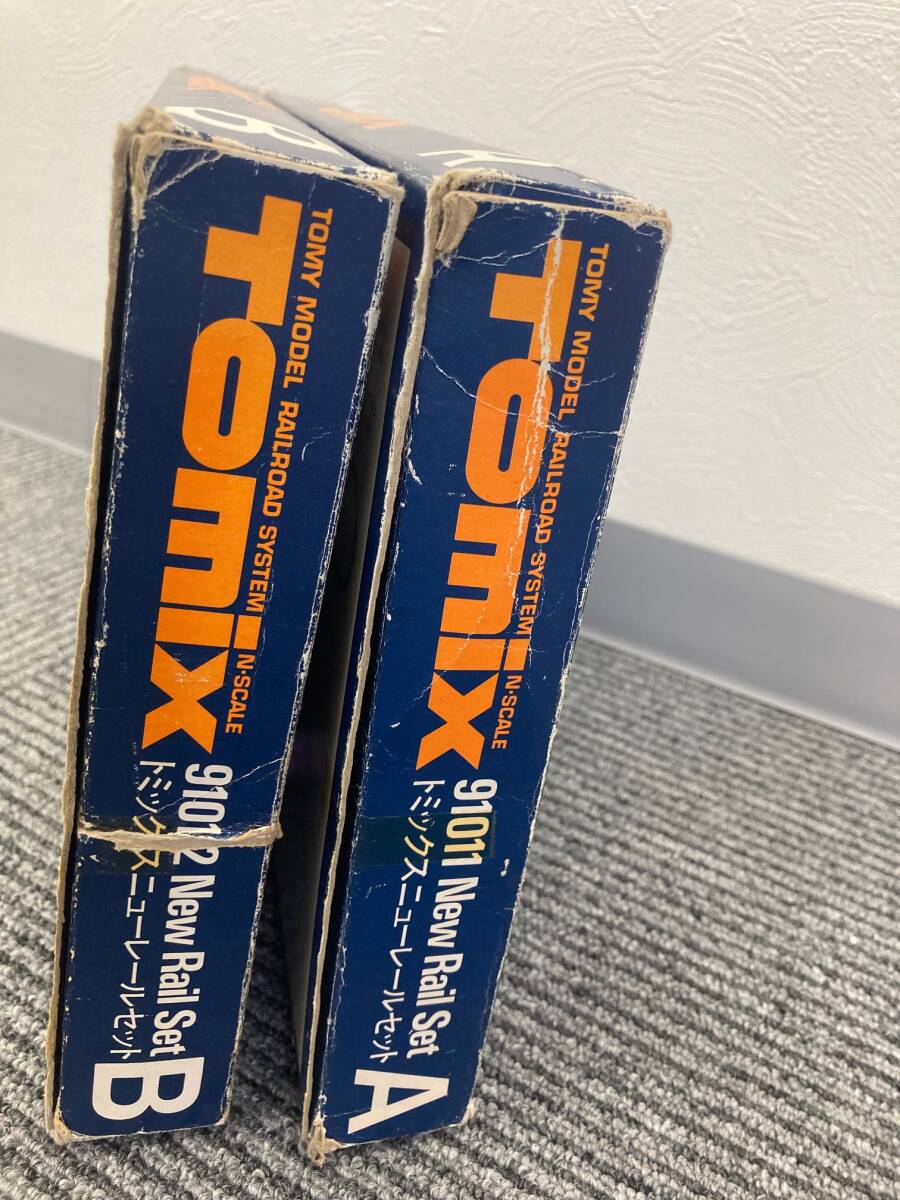 B
TOMY MODEL RAILROAD SYSTEM N-SCALE
TOMIX
91012 New Rail Set B
トミックスニューレールセット
A
TOMY MODEL RAILROAD SYSTEM N-SCALE
TOMIX
91011 New Rail Set A
トミックスニューレールセット